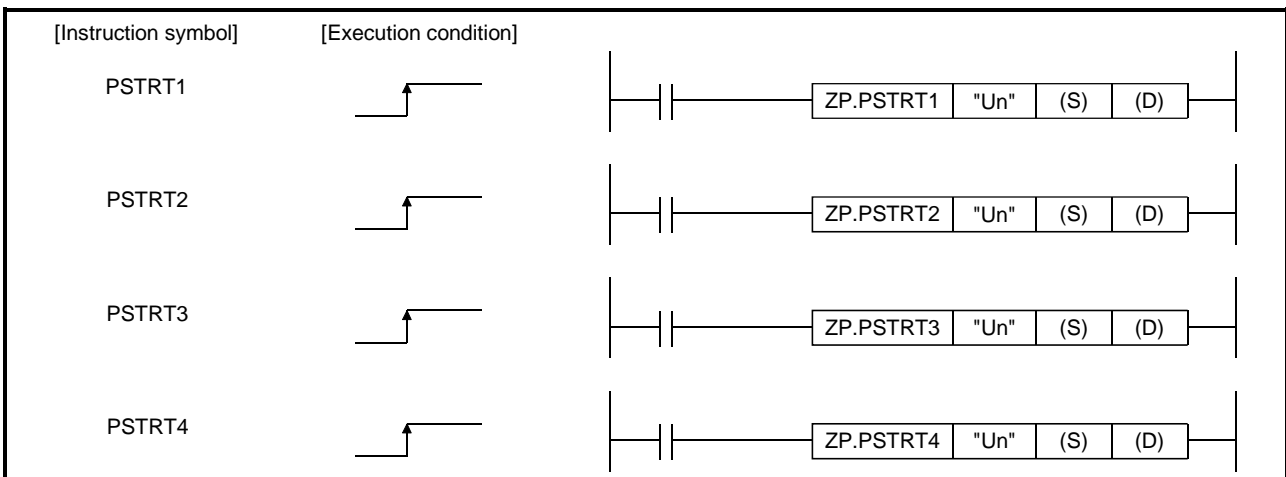 [Instruction symbol] [Execution condition]
PSTRT1 ZP.PSTRT1 "Un" (S) (D)
PSTRT2 ZP.PSTRT2 "Un" (S) (D)
PSTRT3 ZP.PSTRT3 "Un" (S) (D)
PSTRT4 ZP.PSTRT4 "Un" (S) (D)